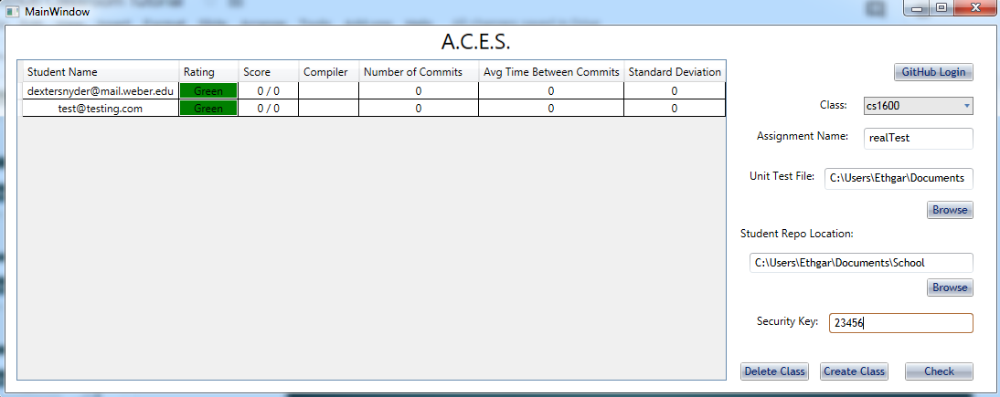 MainWindow
A.C.E.S.
Student Name Rating Score Compiler Number of Commits Avg Time Between Commits Standard Deviation
dextersnyder@mail.weber.edu Green 0 / 0 0 0 0
test@testing.com Green 0 / 0 0 0 0
GitHub Login
Class: cs1600
Assignment Name: realTest
Unit Test File: C:\Users\Ethgar\Documents
Browse
Student Repo Location:
C:\Users\Ethgar\Documents\School
Browse
Security Key: 23456
Delete Class Create Class Check